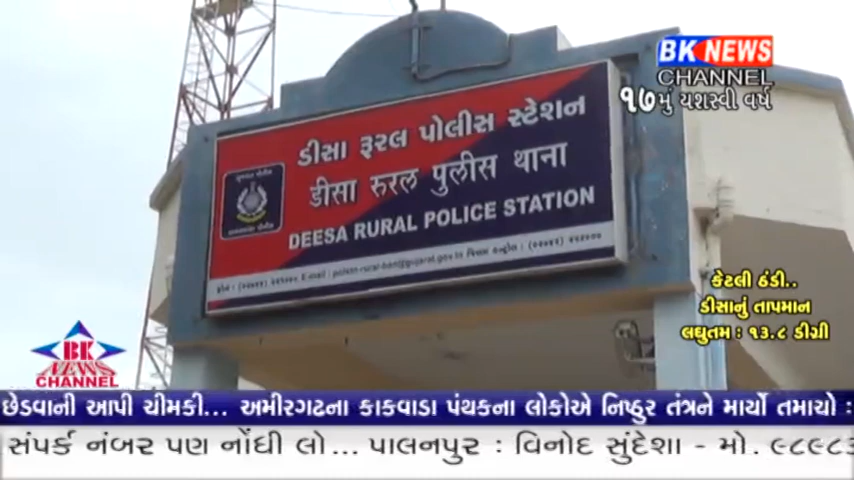 BK NEWS
CHANNEL
૧૭મું યશસ્વી વર્ષ
ડીસા રૂરલ પોલીસ સ્ટેશન
डीसा रुरल पुलीस थाना
DEESA RURAL POLICE STATION
કેટલી ઠંડી..
ડીસાનું તાપમાન
લઘુતમ : ૧૩.૮ ડીગ્રી
BK
NEWS
CHANNEL
છેડવાની આપી ચીમકી... અમીરગઢના કાકવાડા પંથકના લોકોએ નિષ્ઠુર તંત્રને માર્યો તમાચો :
સંપર્ક નંબર પણ નોંધી લો... પાલનપુર : વિનોદ સુંદેશા - મો. ૯૮૯૮૩